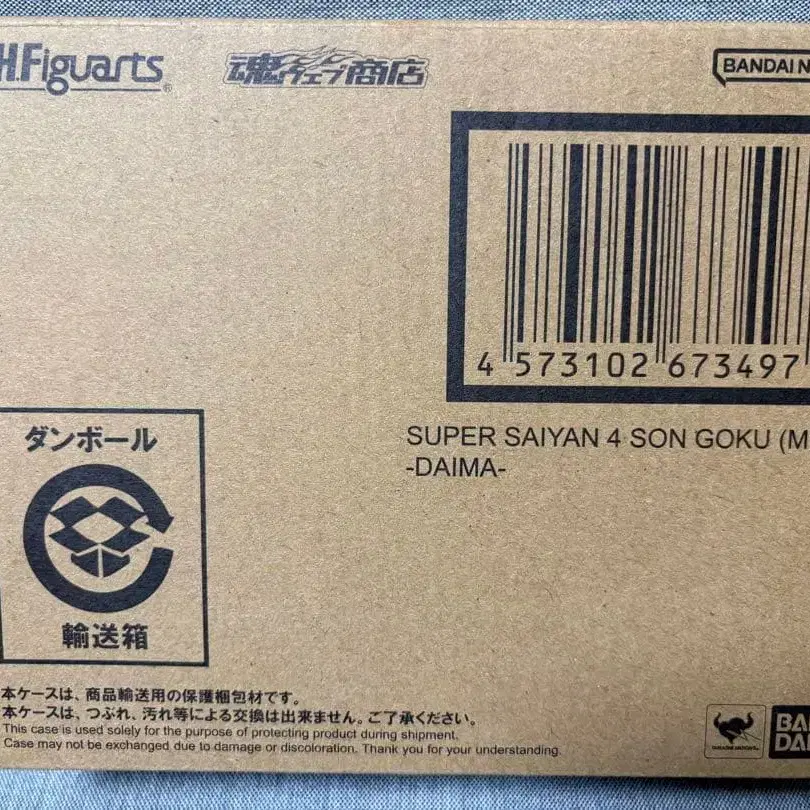 H.Figuarts®
魂ウェブ商店
BANDAI N
4 573102 673497
SUPER SAIYAN 4 SON GOKU (M
-DAIMA-
ダンボール
輸送箱
本ケースは、商品輸送用の保護梱包材です。
本ケースは、つぶれ、汚れ等による交換は出来ません。ご了承ください。
This case is used solely for the purpose of protecting product during shipment.
Case may not be exchanged due to damage or discoloration. Thank you for your understanding.
TAMASHII NATIONS
BAN
DAI